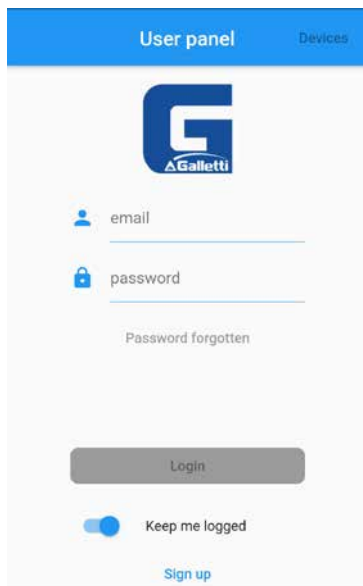 User panel
Devices
Galletti
email
password
Password forgotten
Login
Keep me logged
Sign up